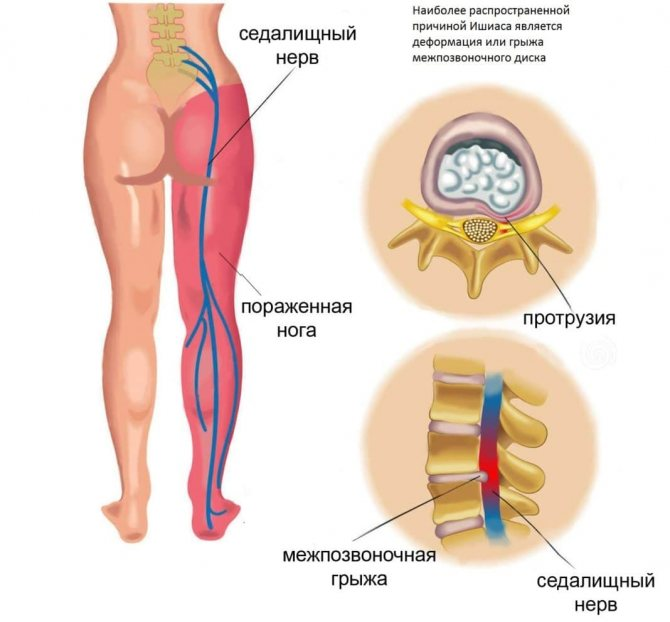 Наиболее распространенной
причиной Ишиаса является
деформация или грыжа
межпозвоночного диска
седалищный
нерв
пораженная
нога
протрузия
межпозвоночная
грыжа
седалищный
нерв